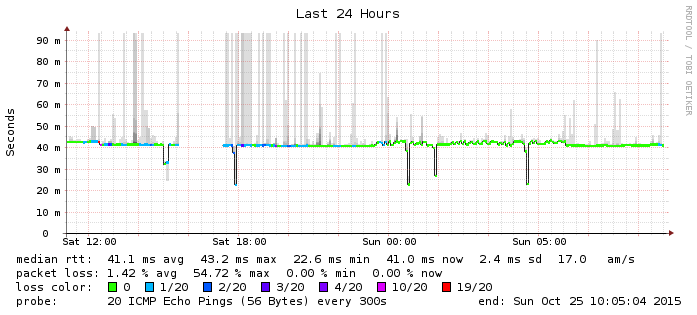 Last 24 Hours
RRDTOOL / TOBI OETIKER
Seconds
90 m
80 m
70 m
60 m
50 m
40 m
30 m
20 m
10 m
0
Sat 12:00 Sat 18:00 Sun 00:00 Sun 05:00
median rtt: 41.1 ms avg 43.2 ms max 22.6 ms min 41.0 ms now 2.4 ms sd 17.0 am/s
packet loss: 1.42 % avg 54.72 % max 0.00 % min 0.00 % now
loss color: 0 1/20 2/20 3/20 4/20 10/20 19/20
probe: 20 ICMP Echo Pings (56 Bytes) every 300s end: Sun Oct 25 10:05:04 2015